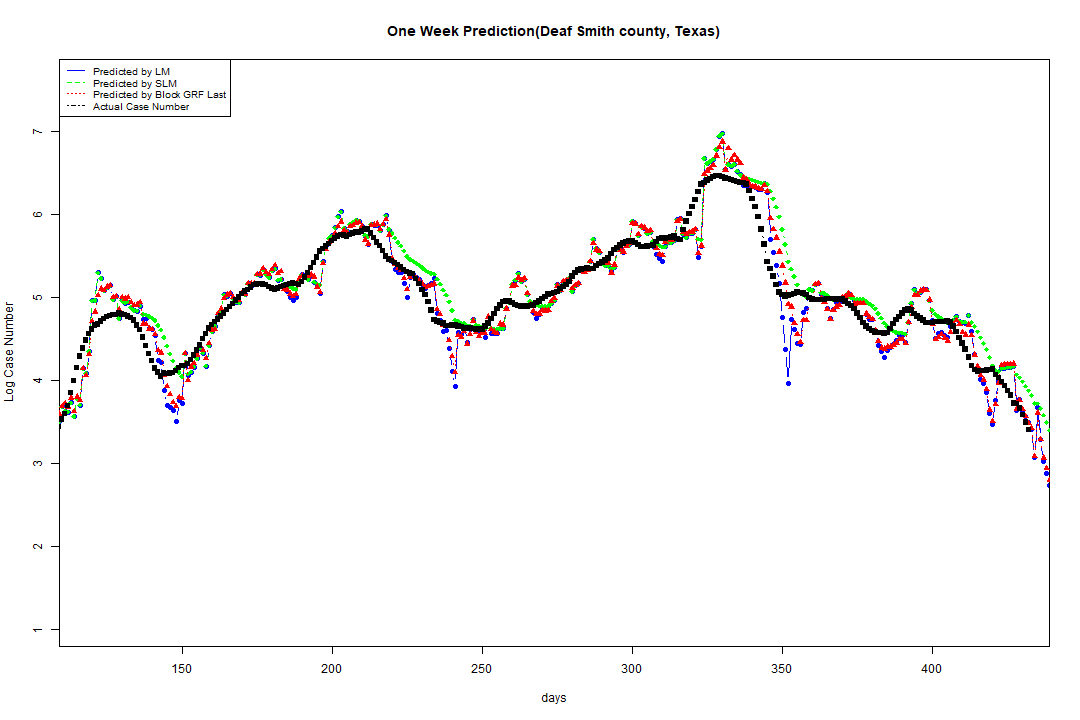 One Week Prediction(Deaf Smith county, Texas)
Predicted by LM
Predicted by SLM
Predicted by Block GRF Last
Actual Case Number
7
6
5
4
3
2
1
Log Case Number
150 200 250 300 350 400
days